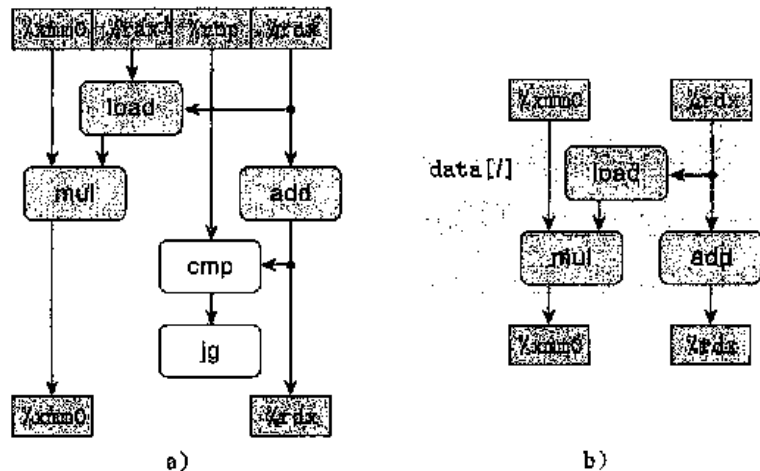 %xmm0 %rax %rbp %rdx
load
mul add
cmp
jg
%xmm0 %rdx
a)
%xmm0 %rdx
data[i]
load
mul add
%xmm0 %rdx
b)